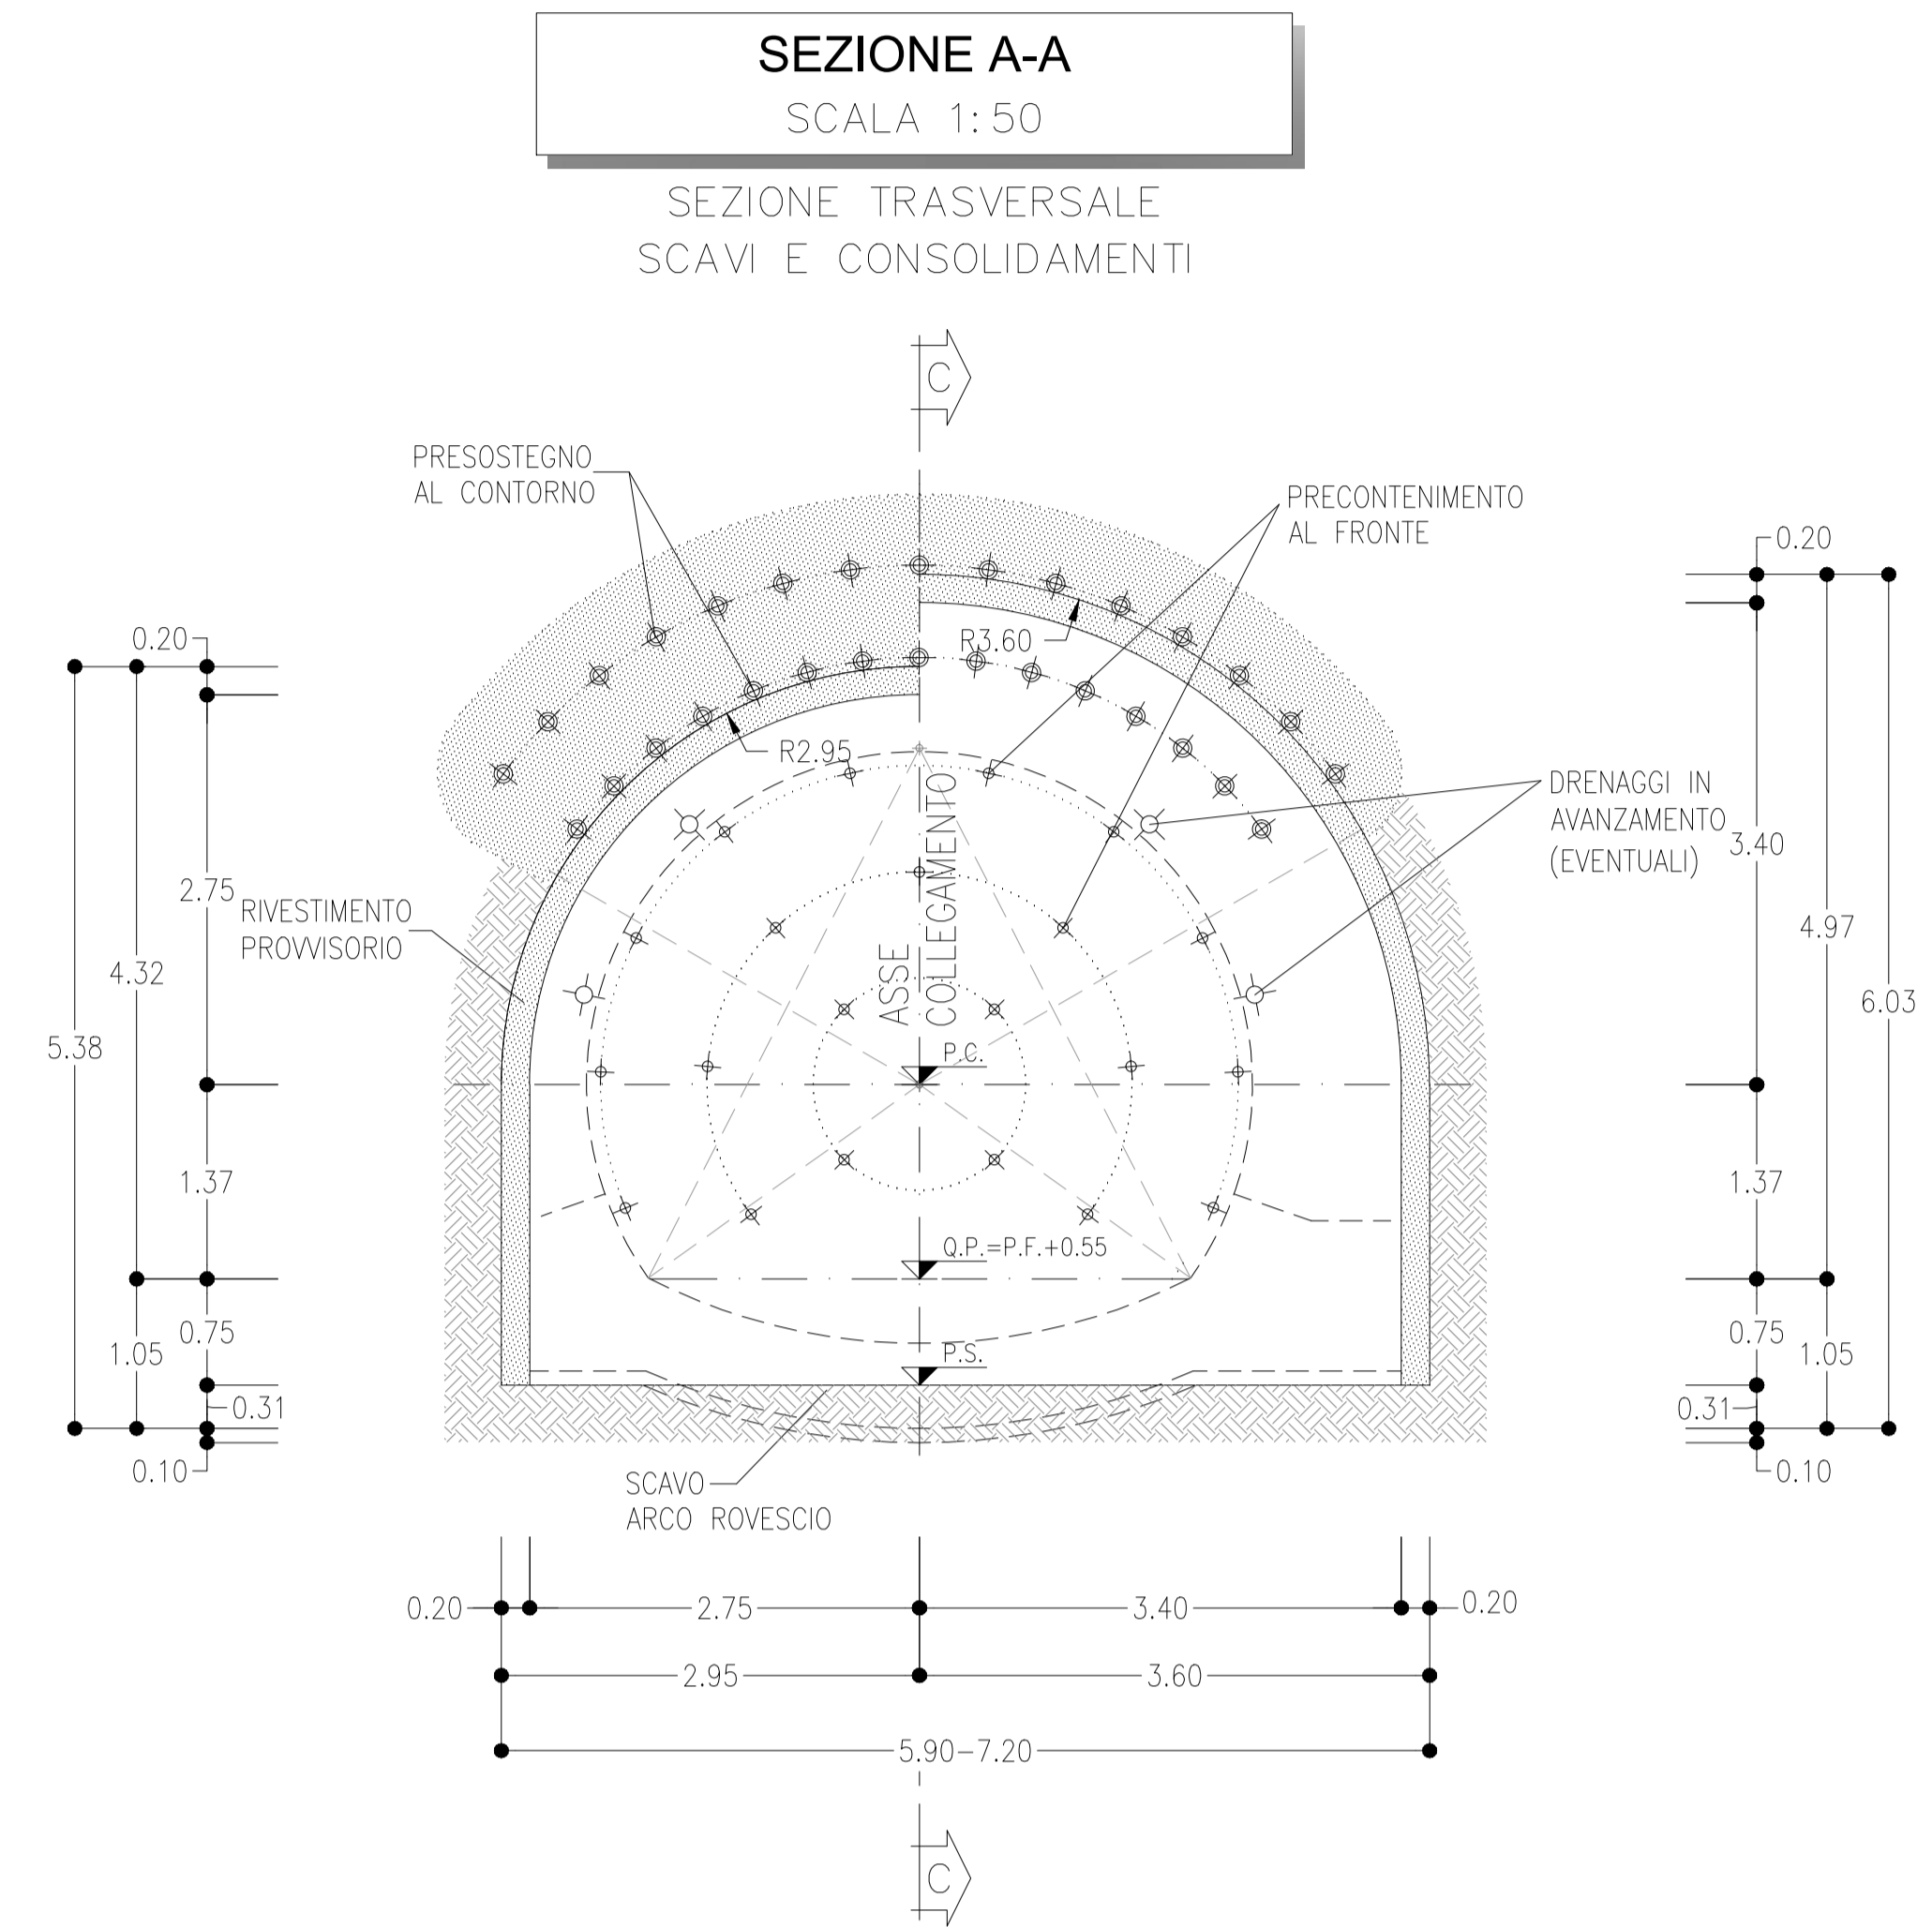 SEZIONE A-A
SCALA 1:50
SEZIONE TRASVERSALE
SCAVI E CONSOLIDAMENTI
C
PRESOSTEGNO
AL CONTORNO
PRECONTENIMENTO
AL FRONTE
0.20
0.20
R3.60
R2.95
DRENAGGI IN
AVANZAMENTO
(EVENTUALI)
3.40
2.75
RIVESTIMENTO
PROVVISORIO
ASSE
COLLEGAMENTO
4.97
4.32
6.03
5.38
P.C.
1.37
1.37
Q.P.=P.F.+0.55
0.75
1.05
0.75
1.05
P.S.
0.31
0.31
0.10
0.10
SCAVO
ARCO ROVESCIO
0.20
2.75
3.40
0.20
2.95
3.60
5.90-7.20
C